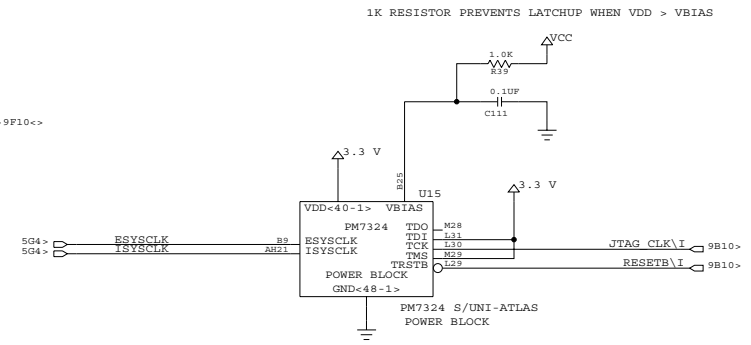 1K RESISTOR PREVENTS LATCHUP WHEN VDD > VBIAS
VCC
1.0K
R39
0.1UF
C111
9F10<>
3.3 V
B25
U15
3.3 V
VDD<40-1> VBIAS
PM7324
TDO M28
TDI L31
5G4> ESYSCLK B9 ESYSCLK
TCK L30 JTAG CLK\I 9B10>
5G4> ISYSCLK AH21 ISYSCLK
TMS M29
TRSTB L29 RESETB\I 9B10>
POWER BLOCK
GND<48-1>
PM7324 S/UNI-ATLAS
POWER BLOCK